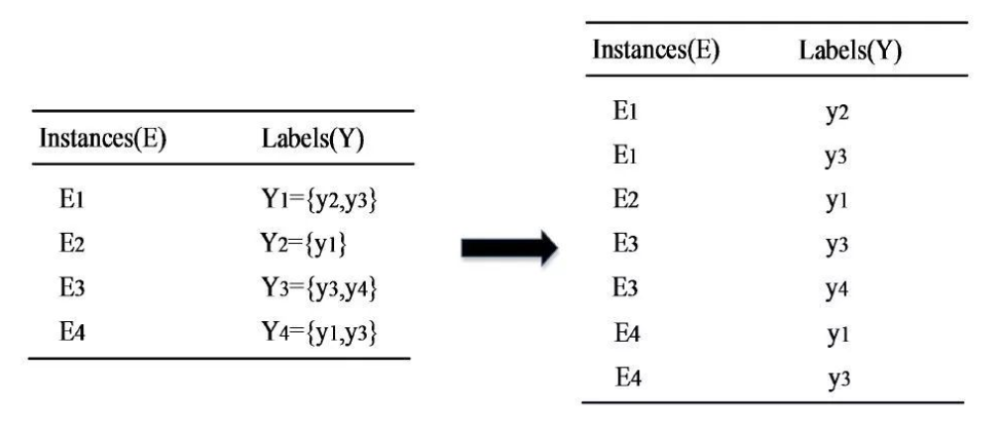 Instances(E) Labels(Y)
E1 Y1={y2,y3}
E2 Y2={y1}
E3 Y3={y3,y4}
E4 Y4={y1,y3}
Instances(E) Labels(Y)
E1 y2
E1 y3
E2 y1
E3 y3
E3 y4
E4 y1
E4 y3